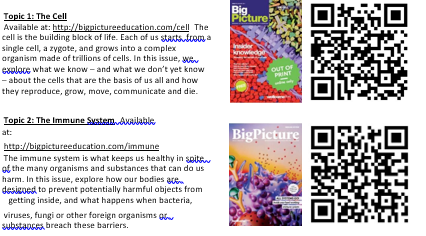 Topic 1: The Cell
Available at: http://bigpictureeducation.com/cell The
cell is the building block of life. Each of us starts from a
single cell, a zygote, and grows into a complex
organism made of trillions of cells. In this issue, we
explore what we know – and what we don't yet know
– about the cells that are the basis of us all and how
they reproduce, grow, move, communicate and die.
Big
Picture
Insider
knowledge
OUT OF
PRINT
Topic 2: The Immune System Available
at:
http://bigpictureeducation.com/immune
The immune system is what keeps us healthy in spite
of the many organisms and substances that can do us
harm. In this issue, explore how our bodies are
designed to prevent potentially harmful objects from
getting inside, and what happens when bacteria,
viruses, fungi or other foreign organisms or
substances breach these barriers.
BigPicture